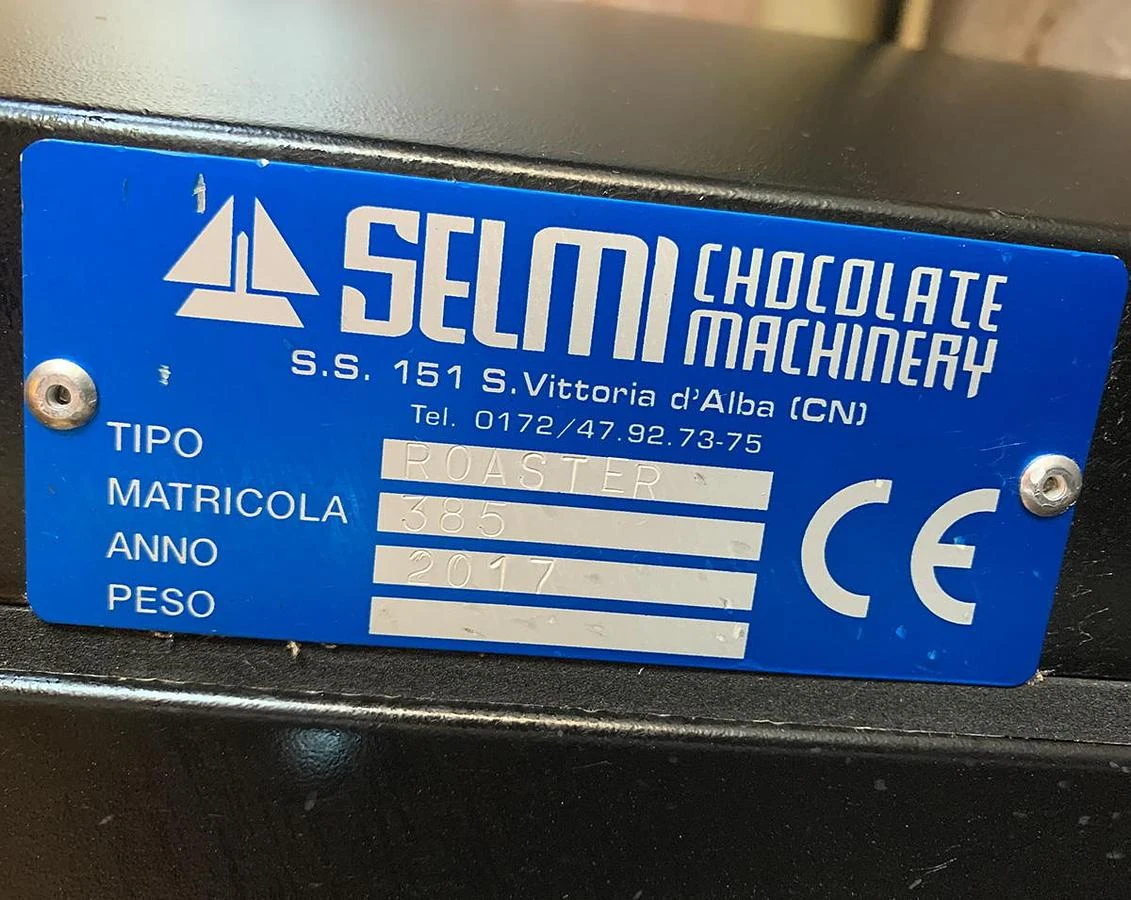 SELMI CHOCOLATE MACHINERY
S.S. 151 S.Vittoria d'Alba (CN)
Tel. 0172/47.92.73-75
TIPO ROASTER
MATRICOLA 385
ANNO 2017
PESO
CE